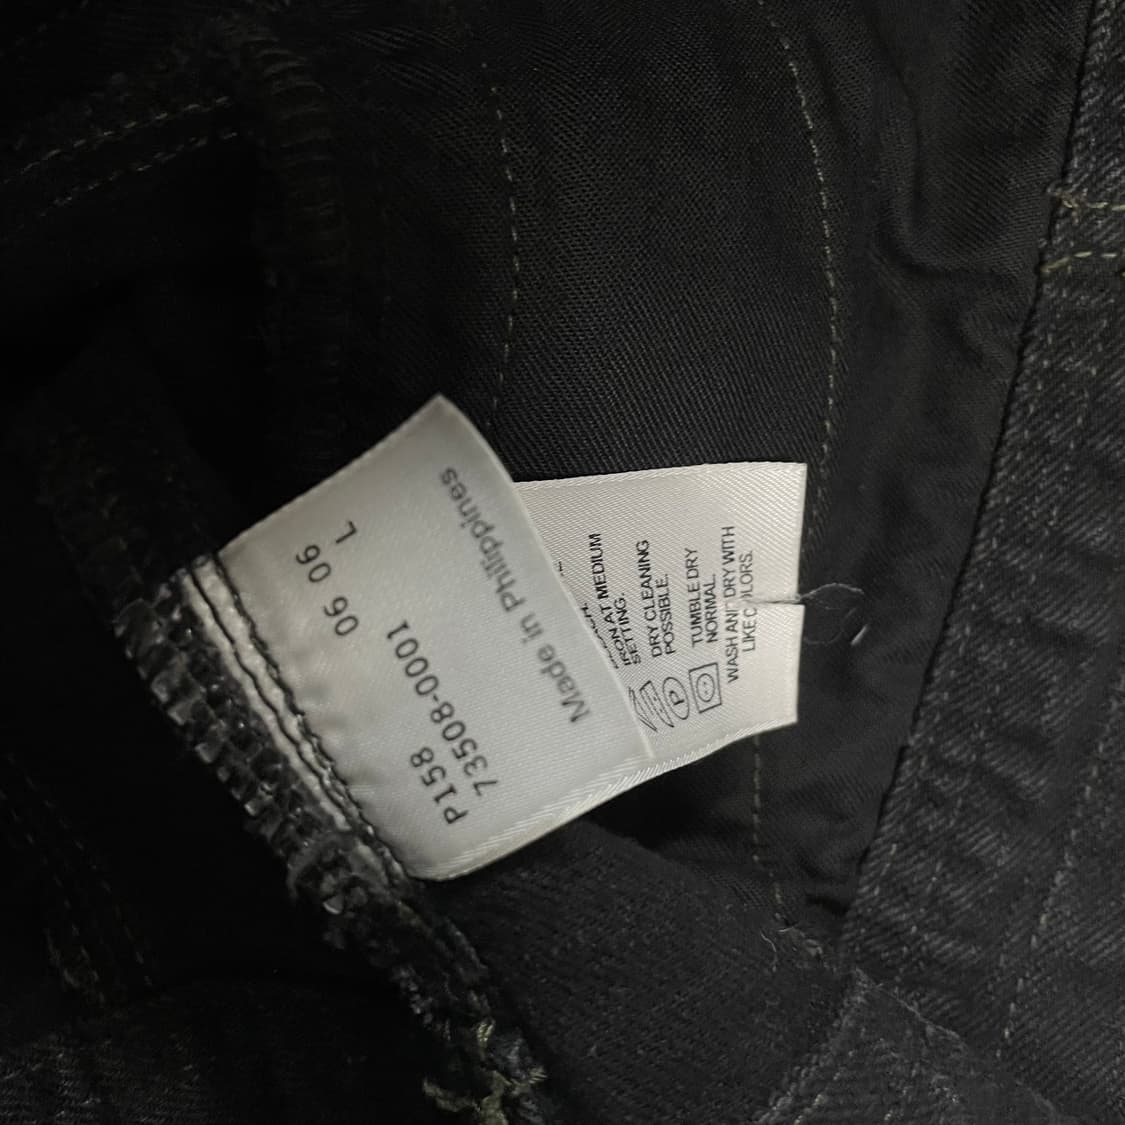 06 06 L
P158
73508-0001
Made in Philippines
IRON AT MEDIUM
SETTING.
DRY CLEANING
POSSIBLE.
P
TUMBLE DRY
NORMAL.
WASH AND DRY WITH
LIKE COLORS.